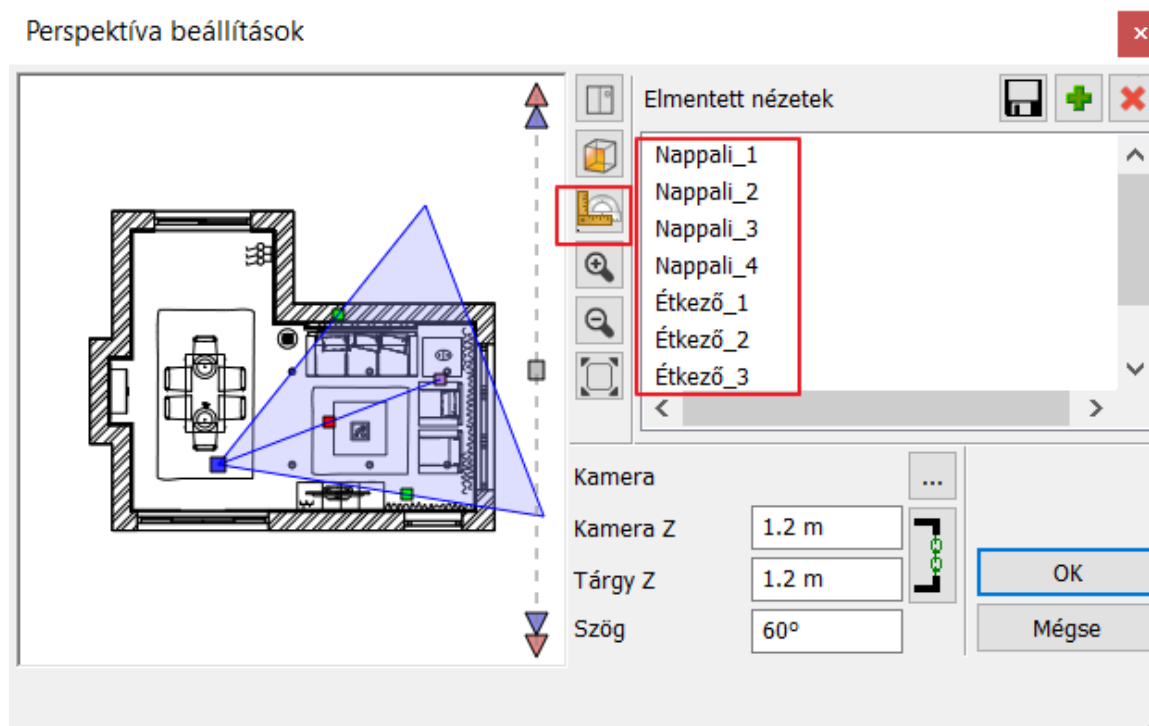 Perspektíva beállítások
Elmentett nézetek
Nappali_1
Nappali_2
Nappali_3
Nappali_4
Étkező_1
Étkező_2
Étkező_3
Kamera
...
Kamera Z
1.2 m
Tárgy Z
1.2 m
Szög
60º
OK
Mégse